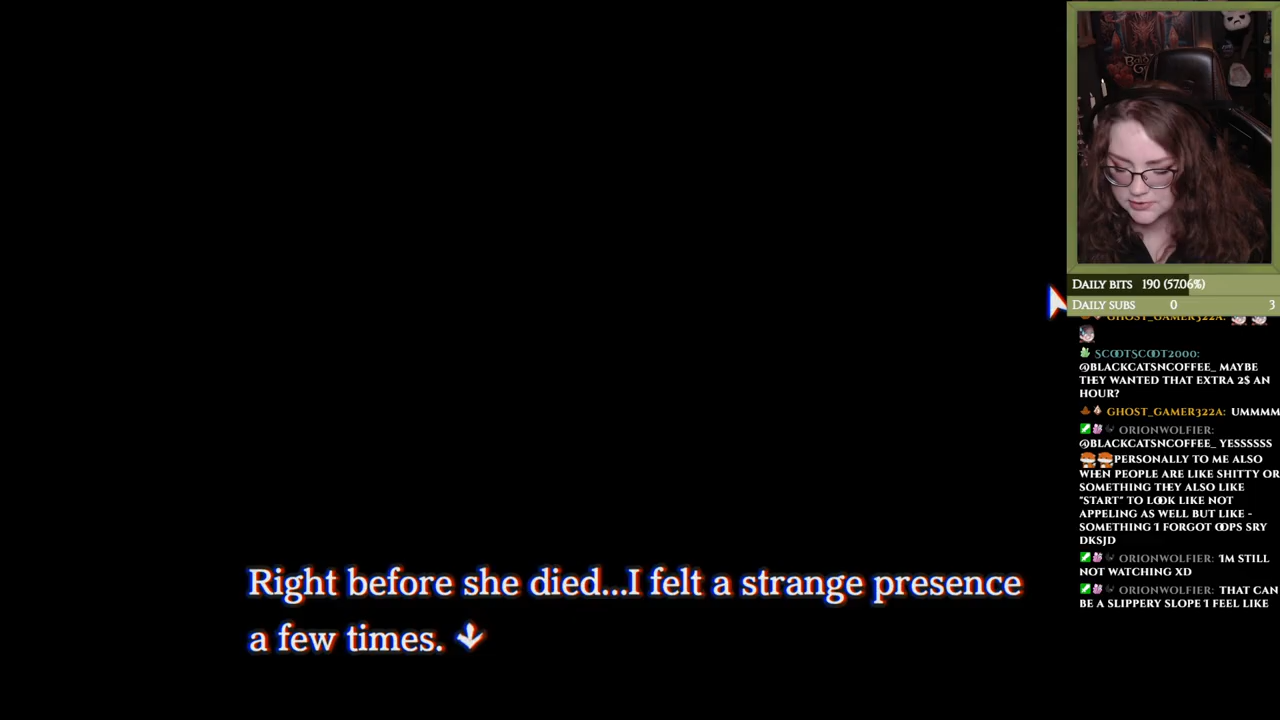 DAILY BITS 190 (57.06%)
DAILY SUBS 0 3
GHOST_GAMER322A:
SCOOTSCOOT2000:
@BLACKCATSNCOFFEE_ MAYBE
THEY WANTED THAT EXTRA 2$ AN
HOUR?
GHOST_GAMER322A: UMMMM
ORIONWOLFIER:
@BLACKCATSNCOFFEE_ YESSSSSS
PERSONALLY TO ME ALSO
WHEN PEOPLE ARE LIKE SHITTY OR
SOMETHING THEY ALSO LIKE
"START" TO LOOK LIKE NOT
APPELING AS WELL BUT LIKE -
SOMETHING I FORGOT OOPS SRY
DKSJD
ORIONWOLFIER: IM STILL
NOT WATCHING XD
ORIONWOLFIER: THAT CAN
BE A SLIPPERY SLOPE I FEEL LIKE
Right before she died...I felt a strange presence
a few times.